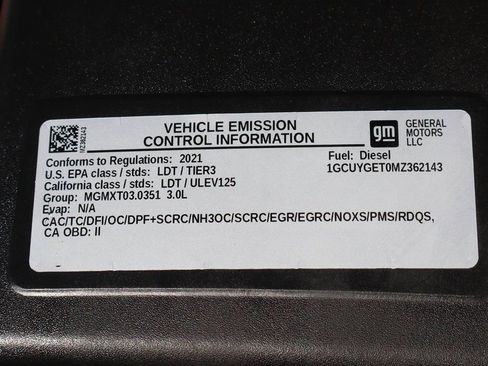 VEHICLE EMISSION
CONTROL INFORMATION
gm
GENERAL
MOTORS
LLC
MZ362143
Conforms to Regulations: 2021
Fuel: Diesel
U.S. EPA class / stds: LDT / TIER3
1GCUYGET0MZ362143
California class / stds: LDT / ULEV125
Group: MGMXT03.0351 3.0L
Evap: N/A
CAC/TC/DFI/OC/DPF+SCRC/NH3OC/SCRC/EGR/EGRC/NOXS/PMS/RDQS,
CA OBD: II